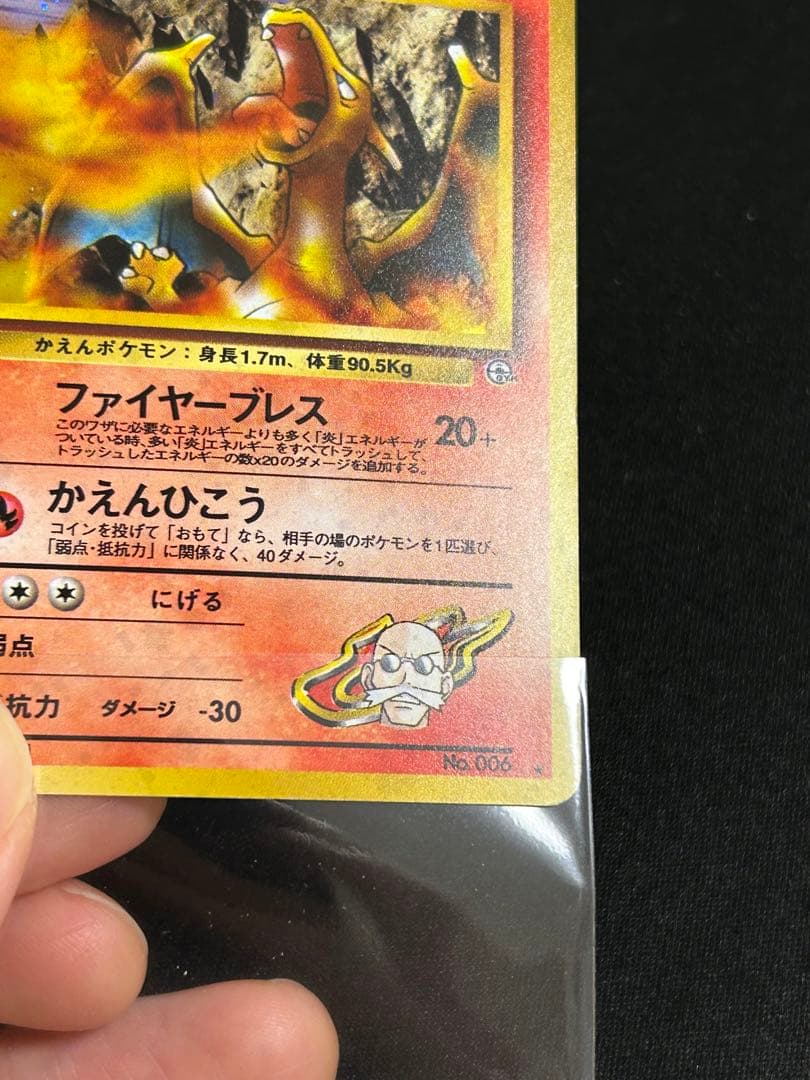 かえんポケモン：身長1.7m、体重90.5Kg
GYM
ファイヤーブレス 20+
このワザに必要なエネルギーよりも多く「炎」エネルギーが
ついている時、多い「炎」エネルギーをすべてトラッシュして、
トラッシュしたエネルギーの数×20のダメージを追加する。
かえんひこう
コインを投げて「おもて」なら、相手の場のポケモンを1匹選び、
「弱点・抵抗力」に関係なく、40ダメージ。
にげる
弱点
抗力 ダメージ -30
No.006 ★